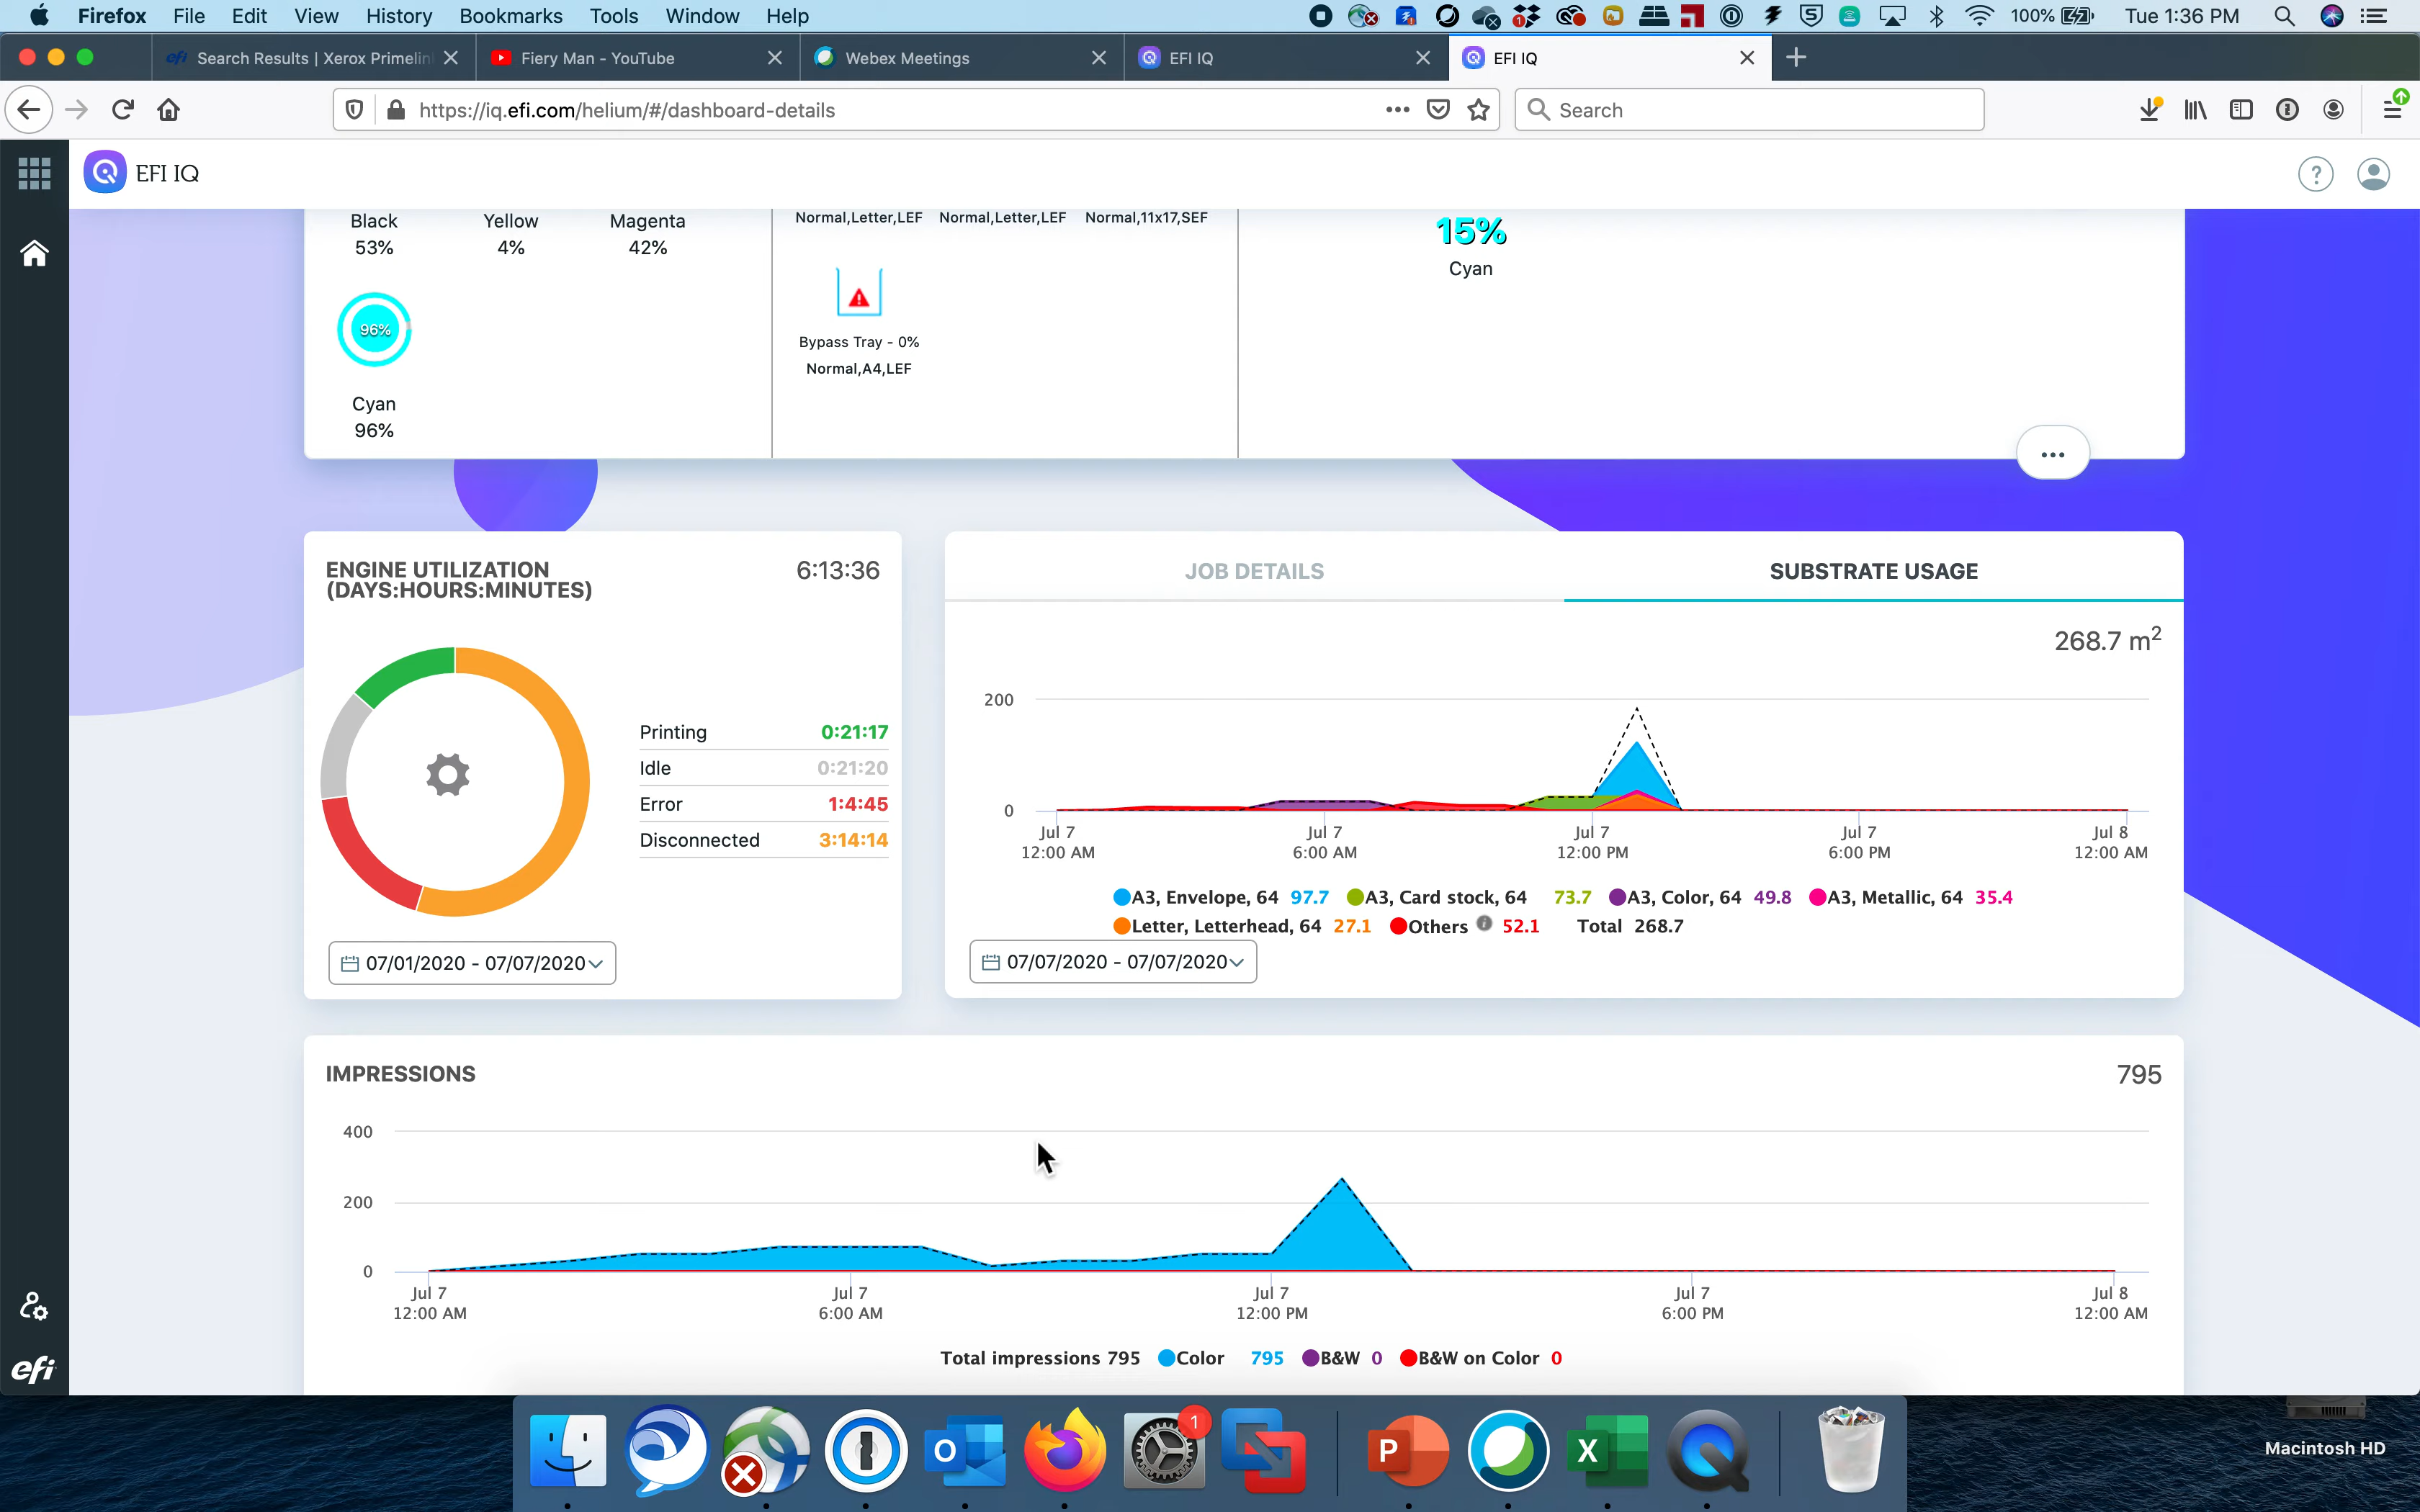 Firefox File Edit View History Bookmarks Tools Window Help 100% Tue 1:36 PM
efi Search Results | Xerox Primelin Fiery Man - YouTube Webex Meetings EFI IQ EFI IQ
https://iq.efi.com/helium/#/dashboard-details Search
EFI IQ
Black Yellow Magenta
53% 4% 42%
96%
Cyan
96%
Normal,Letter,LEF Normal,Letter,LEF Normal,11x17,SEF
Bypass Tray - 0%
Normal,A4,LEF
15%
Cyan
ENGINE UTILIZATION
(DAYS:HOURS:MINUTES)
6:13:36
Printing 0:21:17
Idle 0:21:20
Error 1:4:45
Disconnected 3:14:14
07/01/2020 - 07/07/2020
JOB DETAILS SUBSTRATE USAGE
268.7 m²
200
0
Jul 7 Jul 7 Jul 7 Jul 7 Jul 8
12:00 AM 6:00 AM 12:00 PM 6:00 PM 12:00 AM
A3, Envelope, 64 97.7 A3, Card stock, 64 73.7 A3, Color, 64 49.8 A3, Metallic, 64 35.4
Letter, Letterhead, 64 27.1 Others 52.1 Total 268.7
07/07/2020 - 07/07/2020
IMPRESSIONS 795
400
200
0
Jul 7 Jul 7 Jul 7 Jul 7 Jul 8
12:00 AM 6:00 AM 12:00 PM 6:00 PM 12:00 AM
Total impressions 795 Color 795 B&W 0 B&W on Color 0
efi
1
Macintosh HD